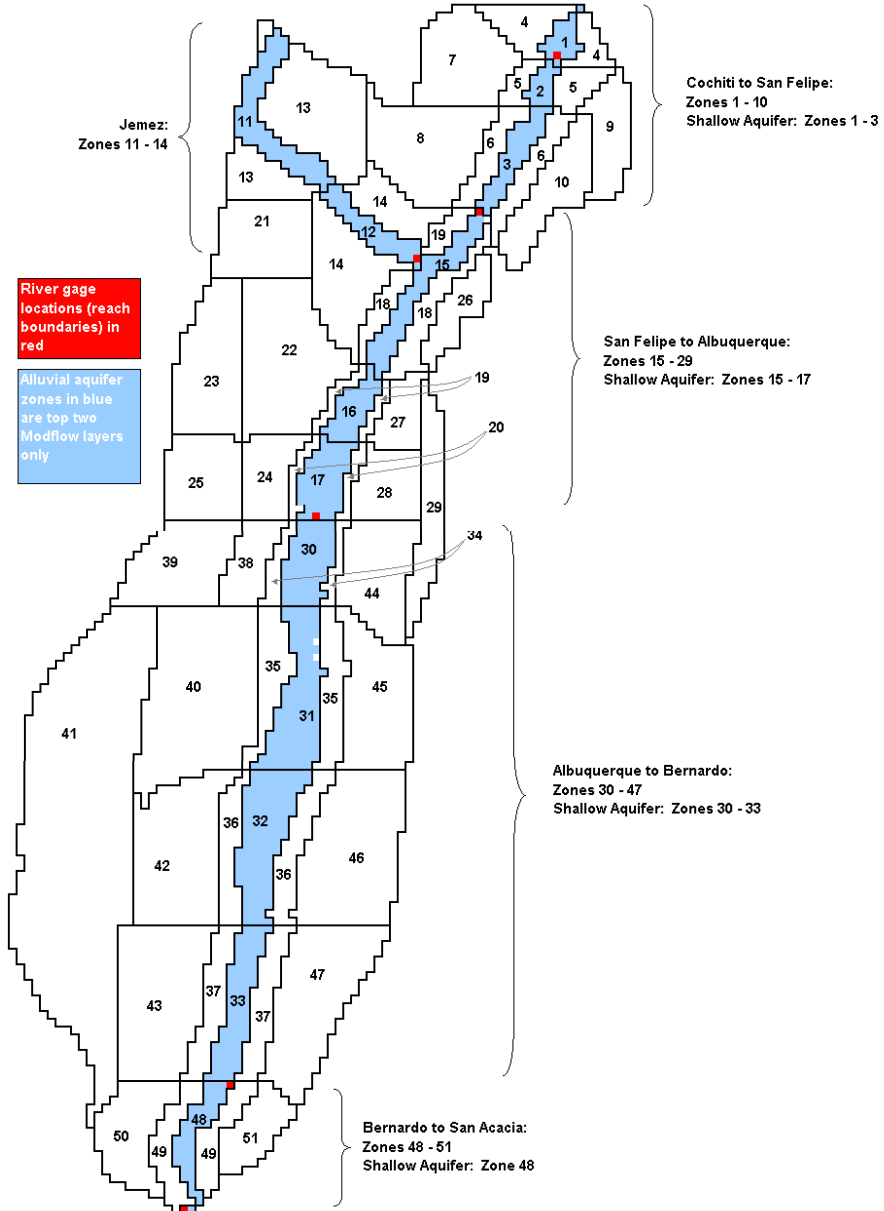 4
1
4
7
5
5
2
Cochiti to San Felipe:
Zones 1 - 10
Shallow Aquifer:  Zones 1 - 3
13
11
Jemez:
Zones 11 - 14
8
6
9
6
3
13
10
14
21
12
19
14
15
River gage
locations (reach
boundaries) in
red
18
18
26
San Felipe to Albuquerque:
Zones 15 - 29
Shallow Aquifer:  Zones 15 - 17
22
23
19
Alluvial aquifer
zones in blue
are top two
Modflow layers
only
16
27
20
25
24
17
28
29
30
34
39
38
44
35
40
45
35
41
31
Albuquerque to Bernardo:
Zones 30 - 47
Shallow Aquifer:  Zones 30 - 33
36
32
42
46
36
47
37
43
33
37
48
Bernardo to San Acacia:
Zones 48 - 51
Shallow Aquifer:  Zone 48
50
51
49
49